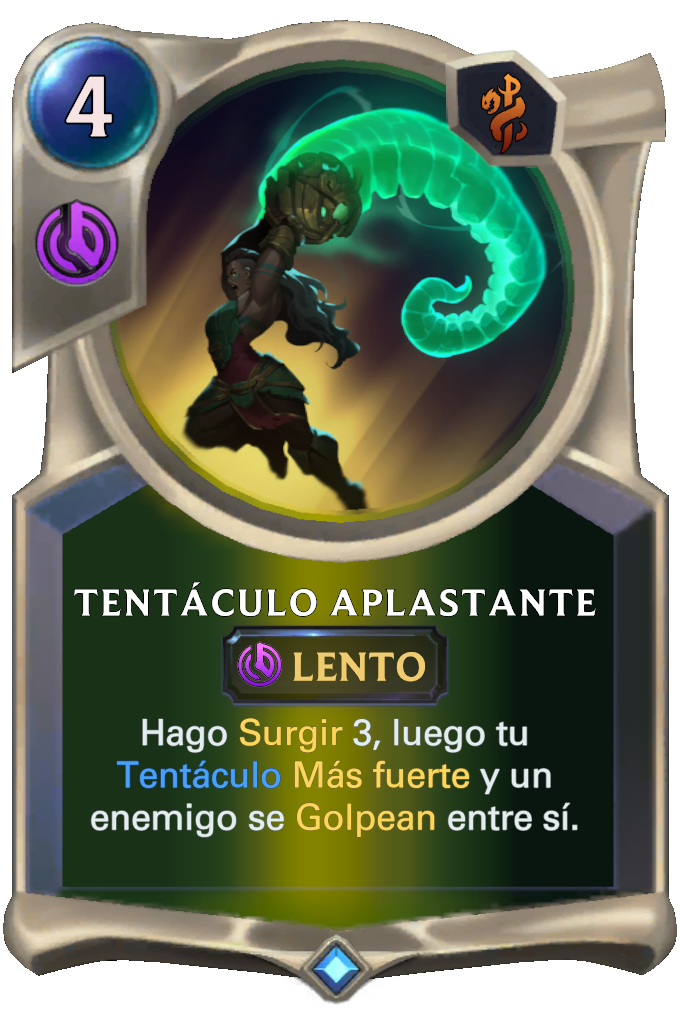 4
TENTÁCULO APLASTANTE
LENTO
Hago Surgir 3, luego tu
Tentáculo Más fuerte y un
enemigo se Golpean entre sí.